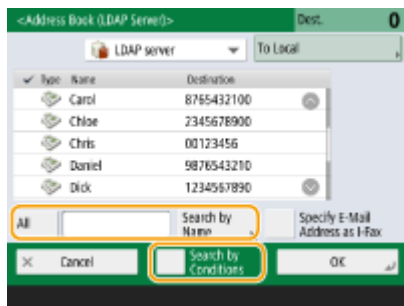 <Address Book (LDAP Server)> Dest. 0
LDAP server To Local
Type Name Destination
Carol 8765432100
Chloe 2345678900
Chris 00123456
Daniel 9876543210
Dick 1234567890
All Search by Name Specify E-Mail Address as I-Fax
Cancel Search by Conditions OK